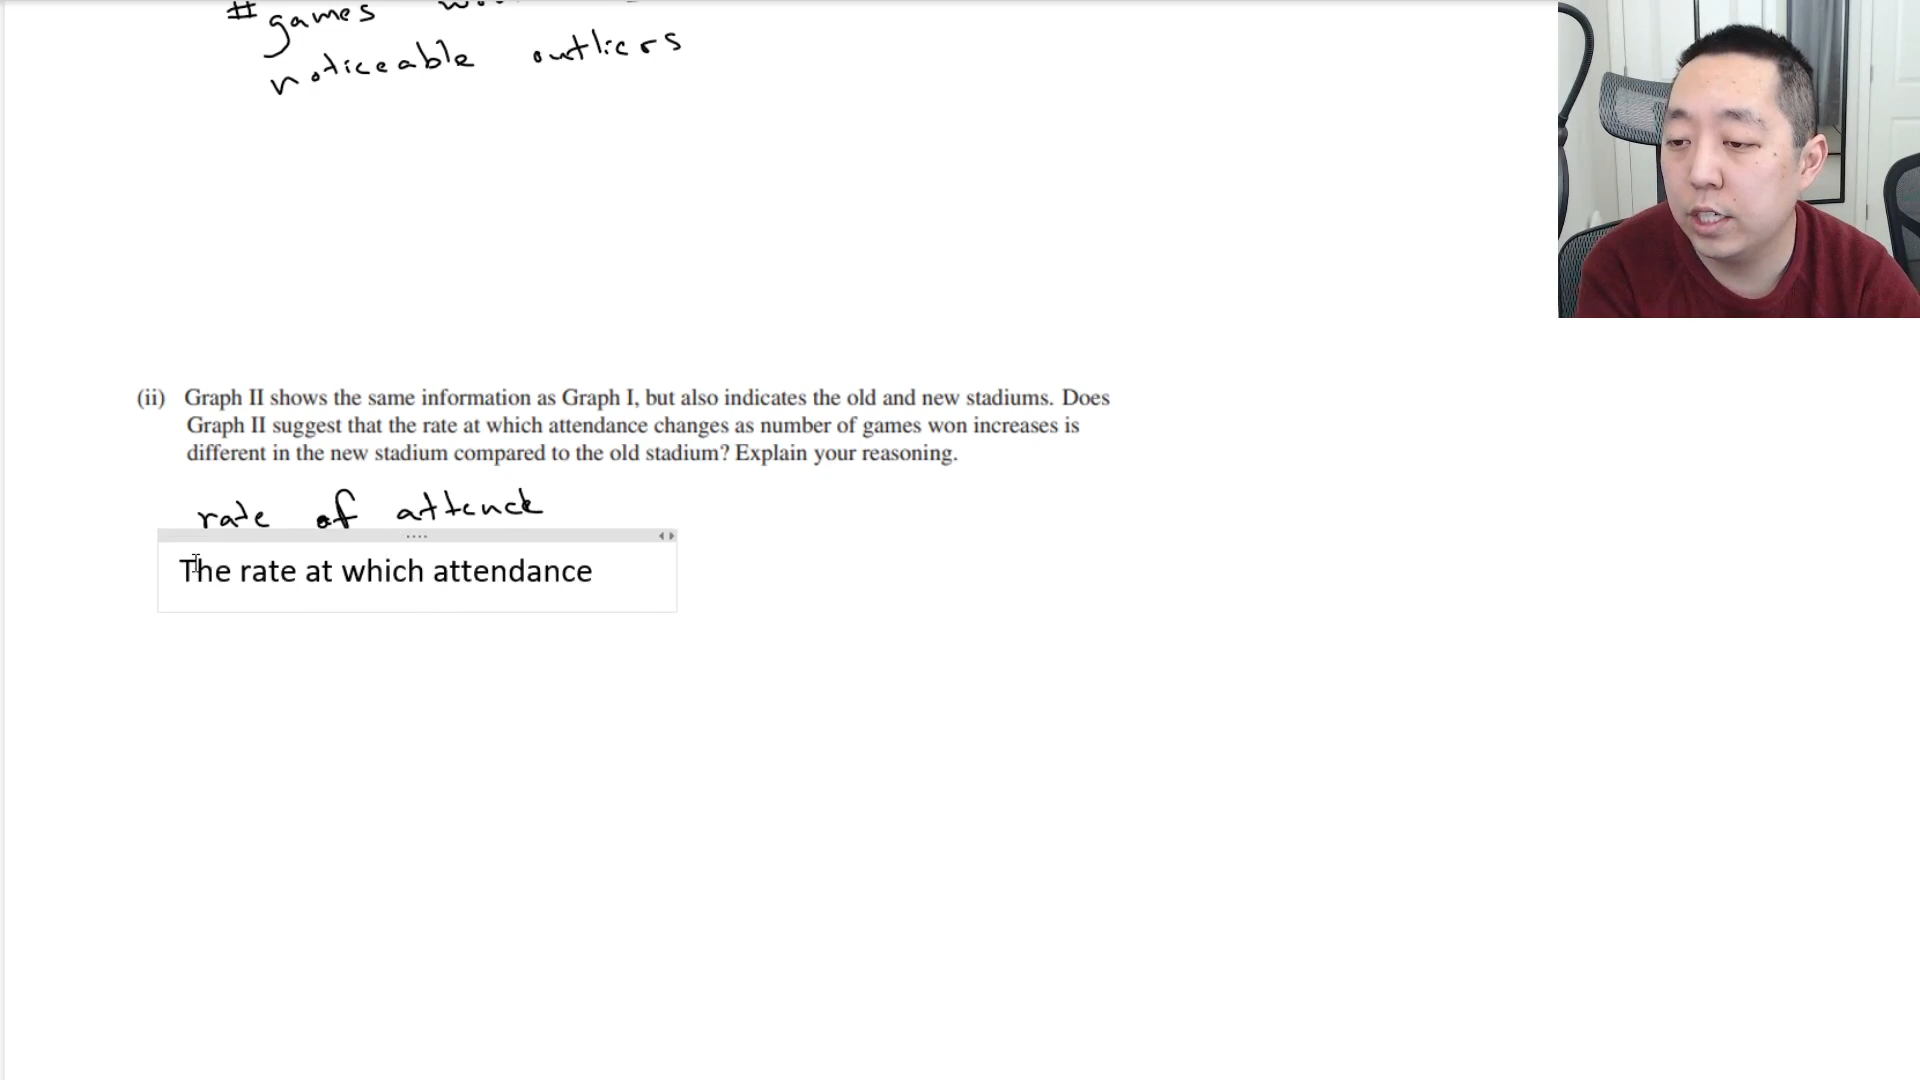 # games
noticeable outliers
(ii) Graph II shows the same information as Graph I, but also indicates the old and new stadiums. Does
Graph II suggest that the rate at which attendance changes as number of games won increases is
different in the new stadium compared to the old stadium? Explain your reasoning.
rate of attence
The rate at which attendance